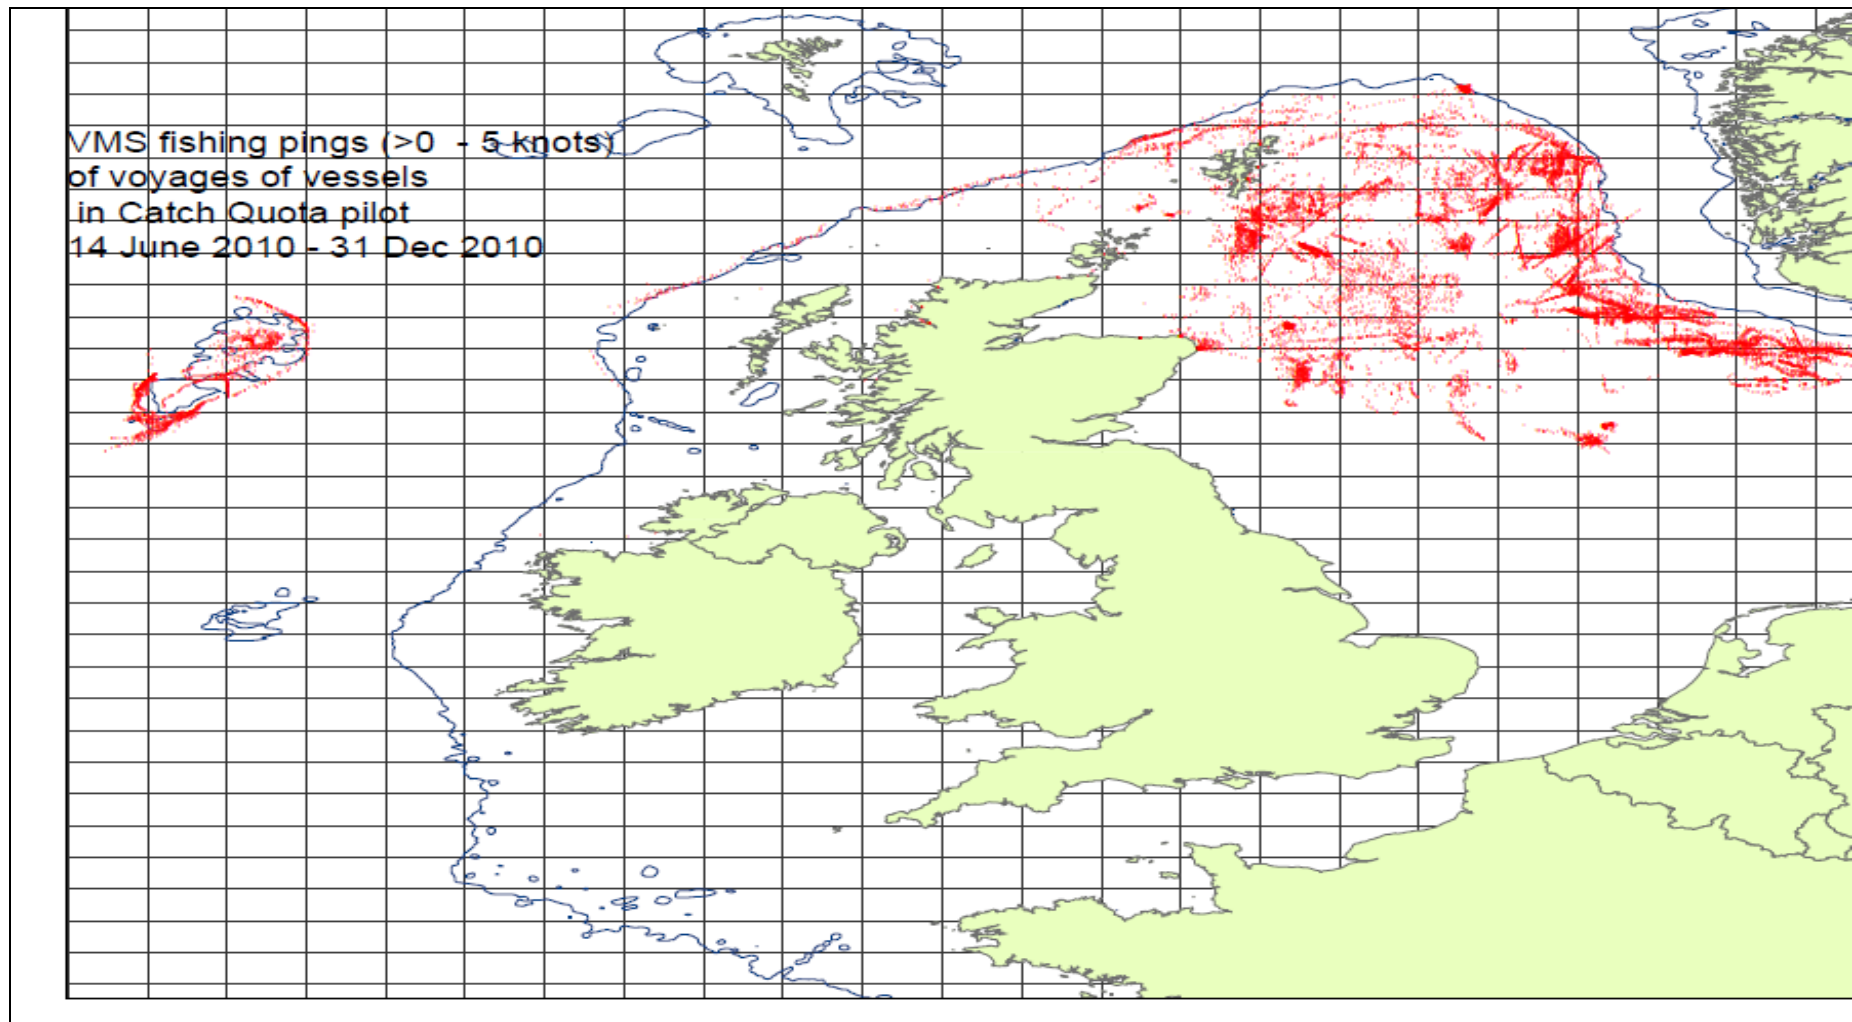 VMS fishing pings (>0 - 5 knots)
of voyages of vessels
in Catch Quota pilot
14 June 2010 - 31 Dec 2010